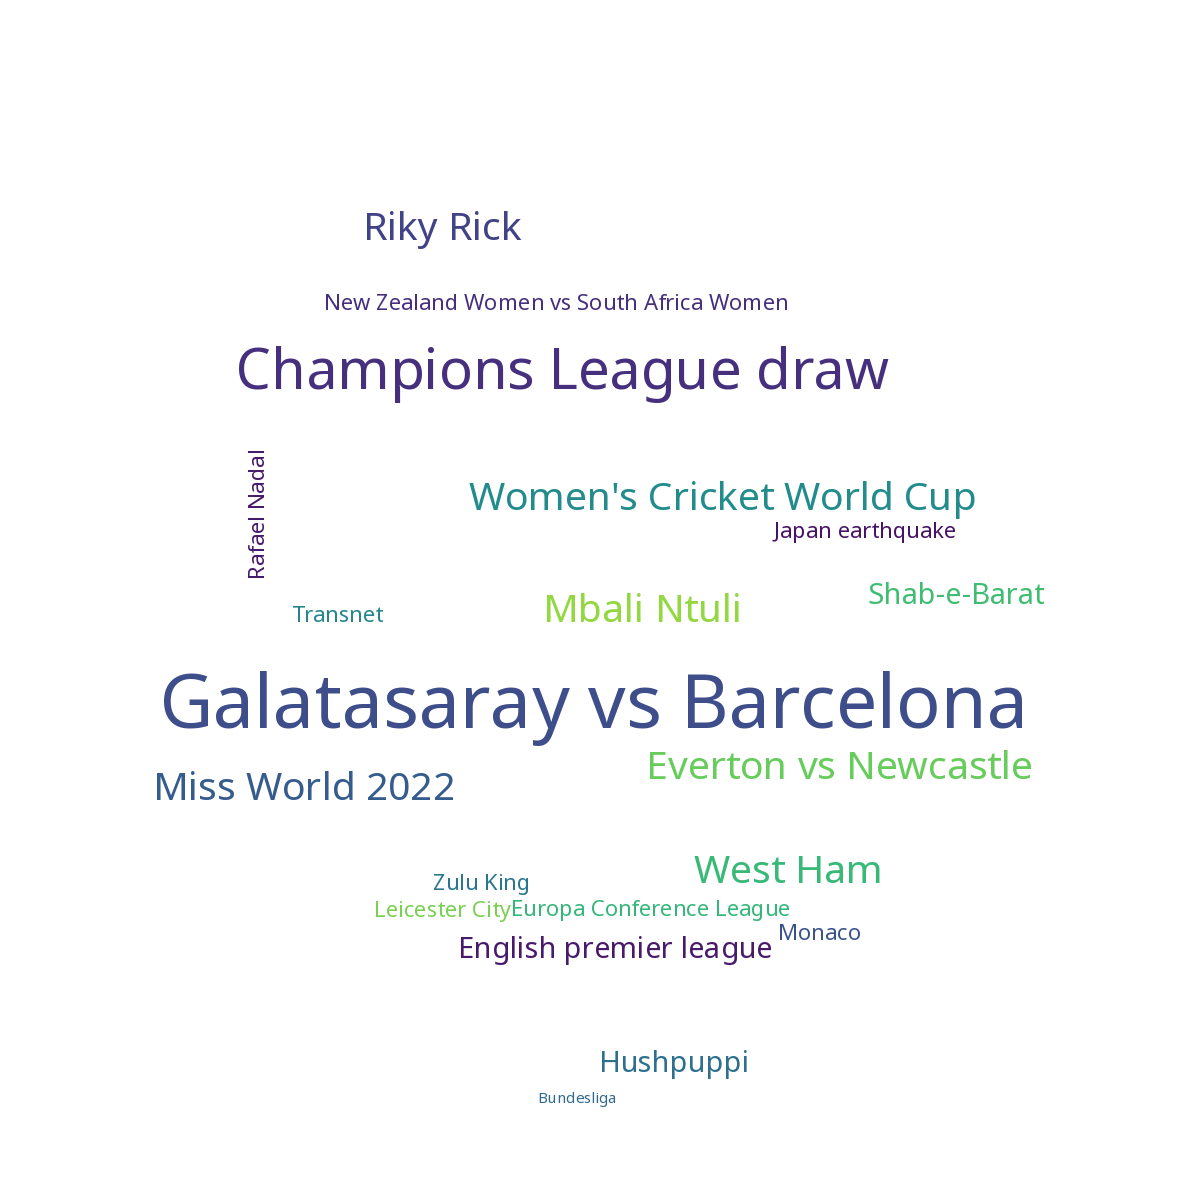 Riky Rick
New Zealand Women vs South Africa Women
Champions League draw
Rafael Nadal
Women's Cricket World Cup
Japan earthquake
Shab-e-Barat
Mbali Ntuli
Transnet
Galatasaray vs Barcelona
Everton vs Newcastle
Miss World 2022
West Ham
Zulu King
Leicester City
Europa Conference League
Monaco
English premier league
Hushpuppi
Bundesliga